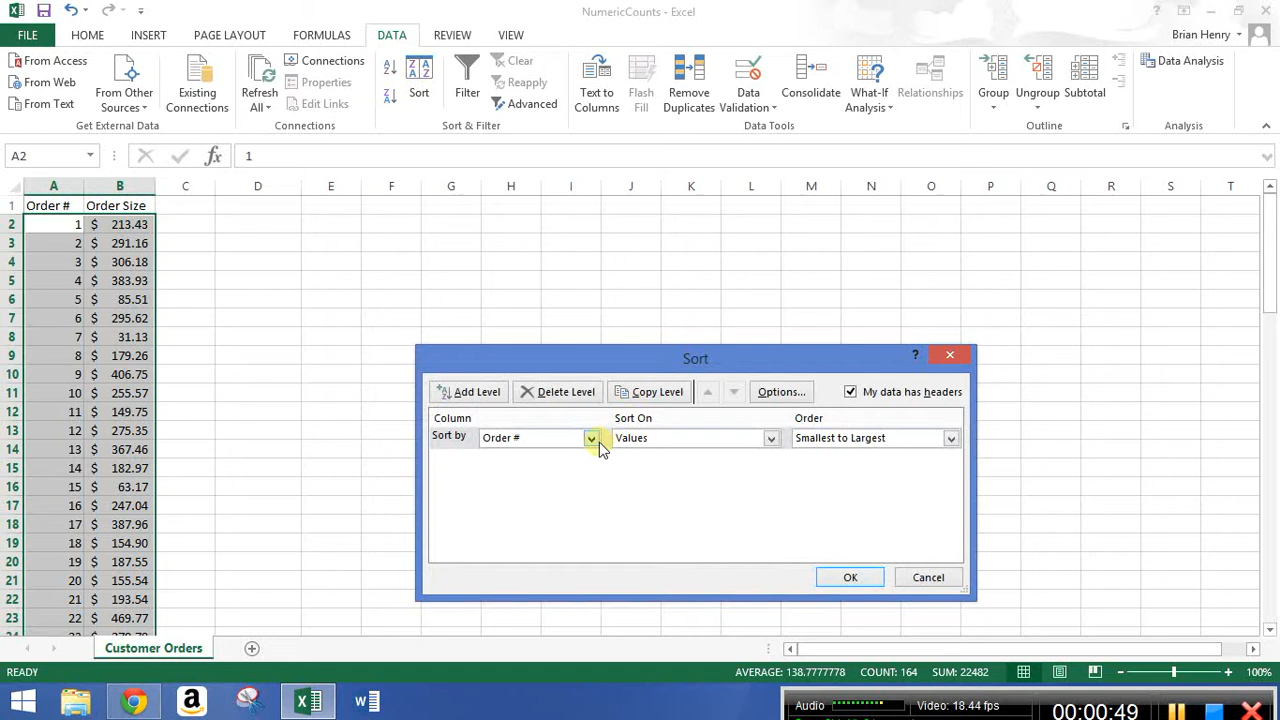 NumericCounts - Excel
FILE HOME INSERT PAGE LAYOUT FORMULAS DATA REVIEW VIEW Brian Henry
From Access
From Web
From Text
From Other Sources
Existing Connections
Get External Data
Refresh All
Connections
Properties
Edit Links
Connections
Sort
Filter
Clear
Reapply
Advanced
Sort & Filter
Text to Columns
Flash Fill
Remove Duplicates
Data Validation
Consolidate
What-If Analysis
Relationships
Data Tools
Group
Ungroup
Subtotal
Outline
Data Analysis
Analysis
A2 fx 1
A B C D E F G H I J K L M N O P Q R S T
1 Order # Order Size
2 1 $ 213.43
3 2 $ 291.16
4 3 $ 306.18
5 4 $ 383.93
6 5 $ 85.51
7 6 $ 295.62
8 7 $ 31.13
9 8 $ 179.26
10 9 $ 406.75
11 10 $ 255.57
12 11 $ 149.75
13 12 $ 275.35
14 13 $ 367.46
15 14 $ 182.97
16 15 $ 63.17
17 16 $ 247.04
18 17 $ 387.96
19 18 $ 154.90
20 19 $ 187.55
21 20 $ 155.54
22 21 $ 193.54
23 22 $ 469.77
Sort
Add Level Delete Level Copy Level Options... My data has headers
Column Sort On Order
Sort by Order # Values Smallest to Largest
OK Cancel
Customer Orders
READY AVERAGE: 138.7777778 COUNT: 164 SUM: 22482 100%
Audio Video: 18.44 fps 00:00:49